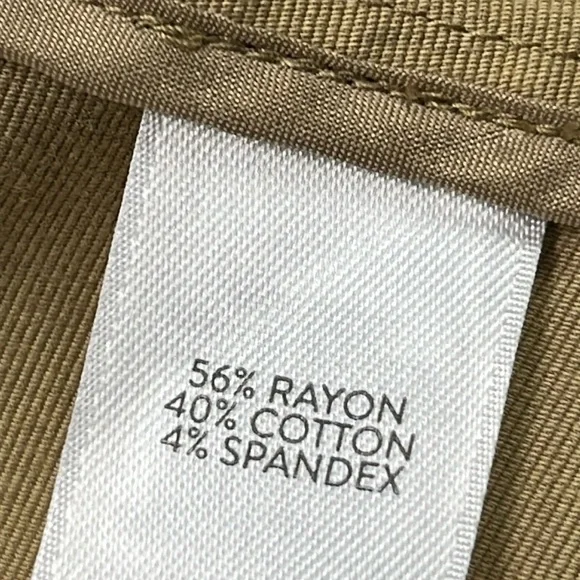 56% RAYON
40% COTTON
4% SPANDEX